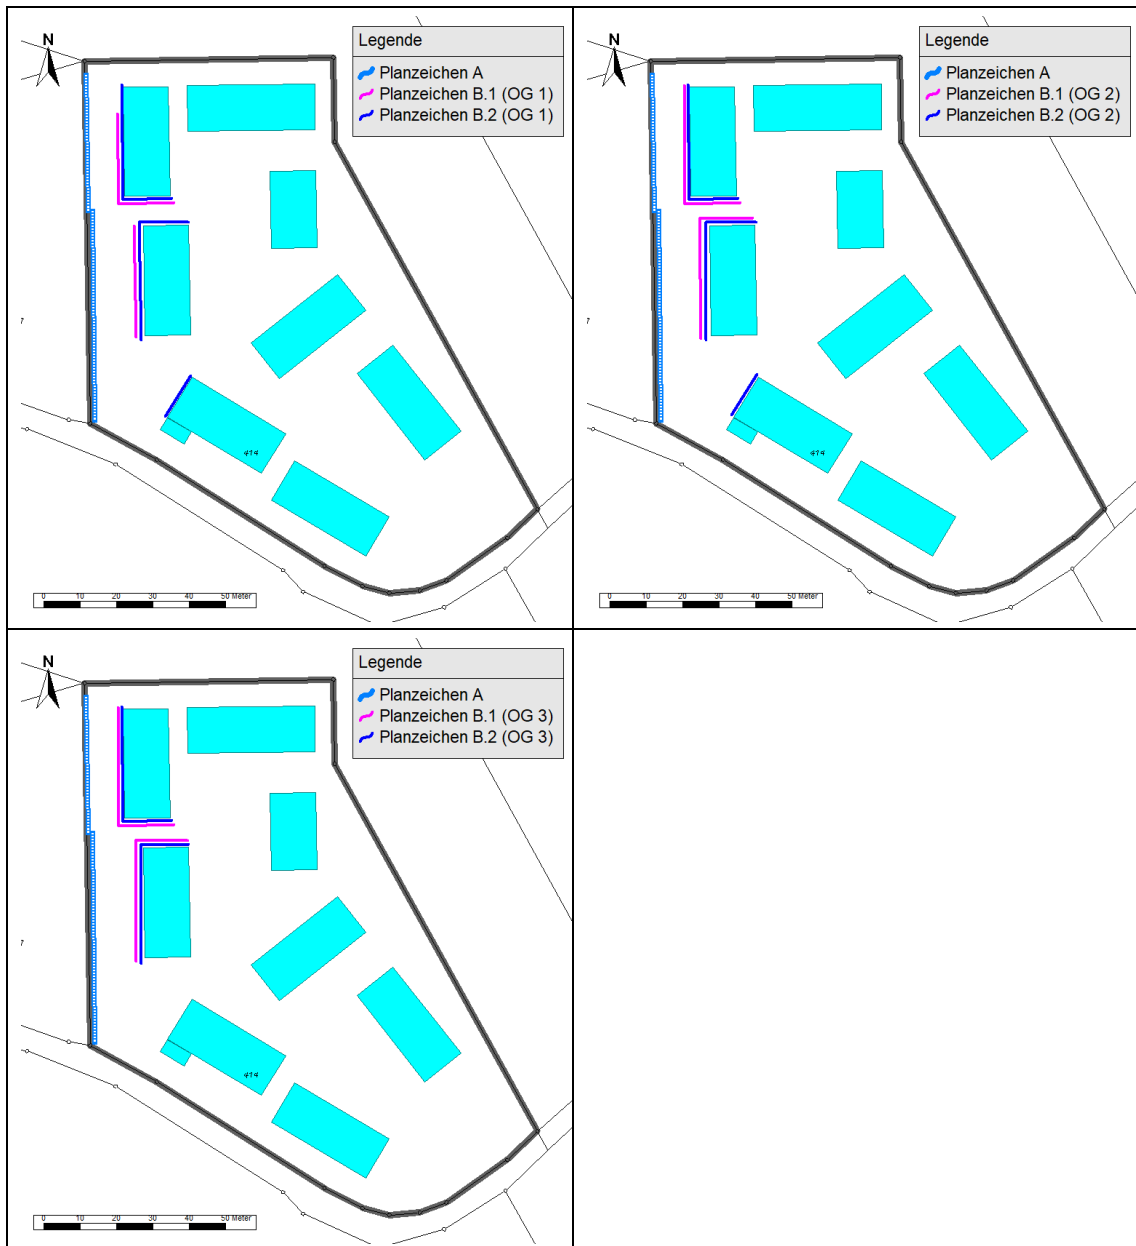 N
Legende
Planzeichen A
Planzeichen B.1 (OG 1)
Planzeichen B.2 (OG 1)
414
0 10 20 30 40 50 Meter
N
Legende
Planzeichen A
Planzeichen B.1 (OG 2)
Planzeichen B.2 (OG 2)
414
0 10 20 30 40 50 Meter
N
Legende
Planzeichen A
Planzeichen B.1 (OG 3)
Planzeichen B.2 (OG 3)
414
0 10 20 30 40 50 Meter